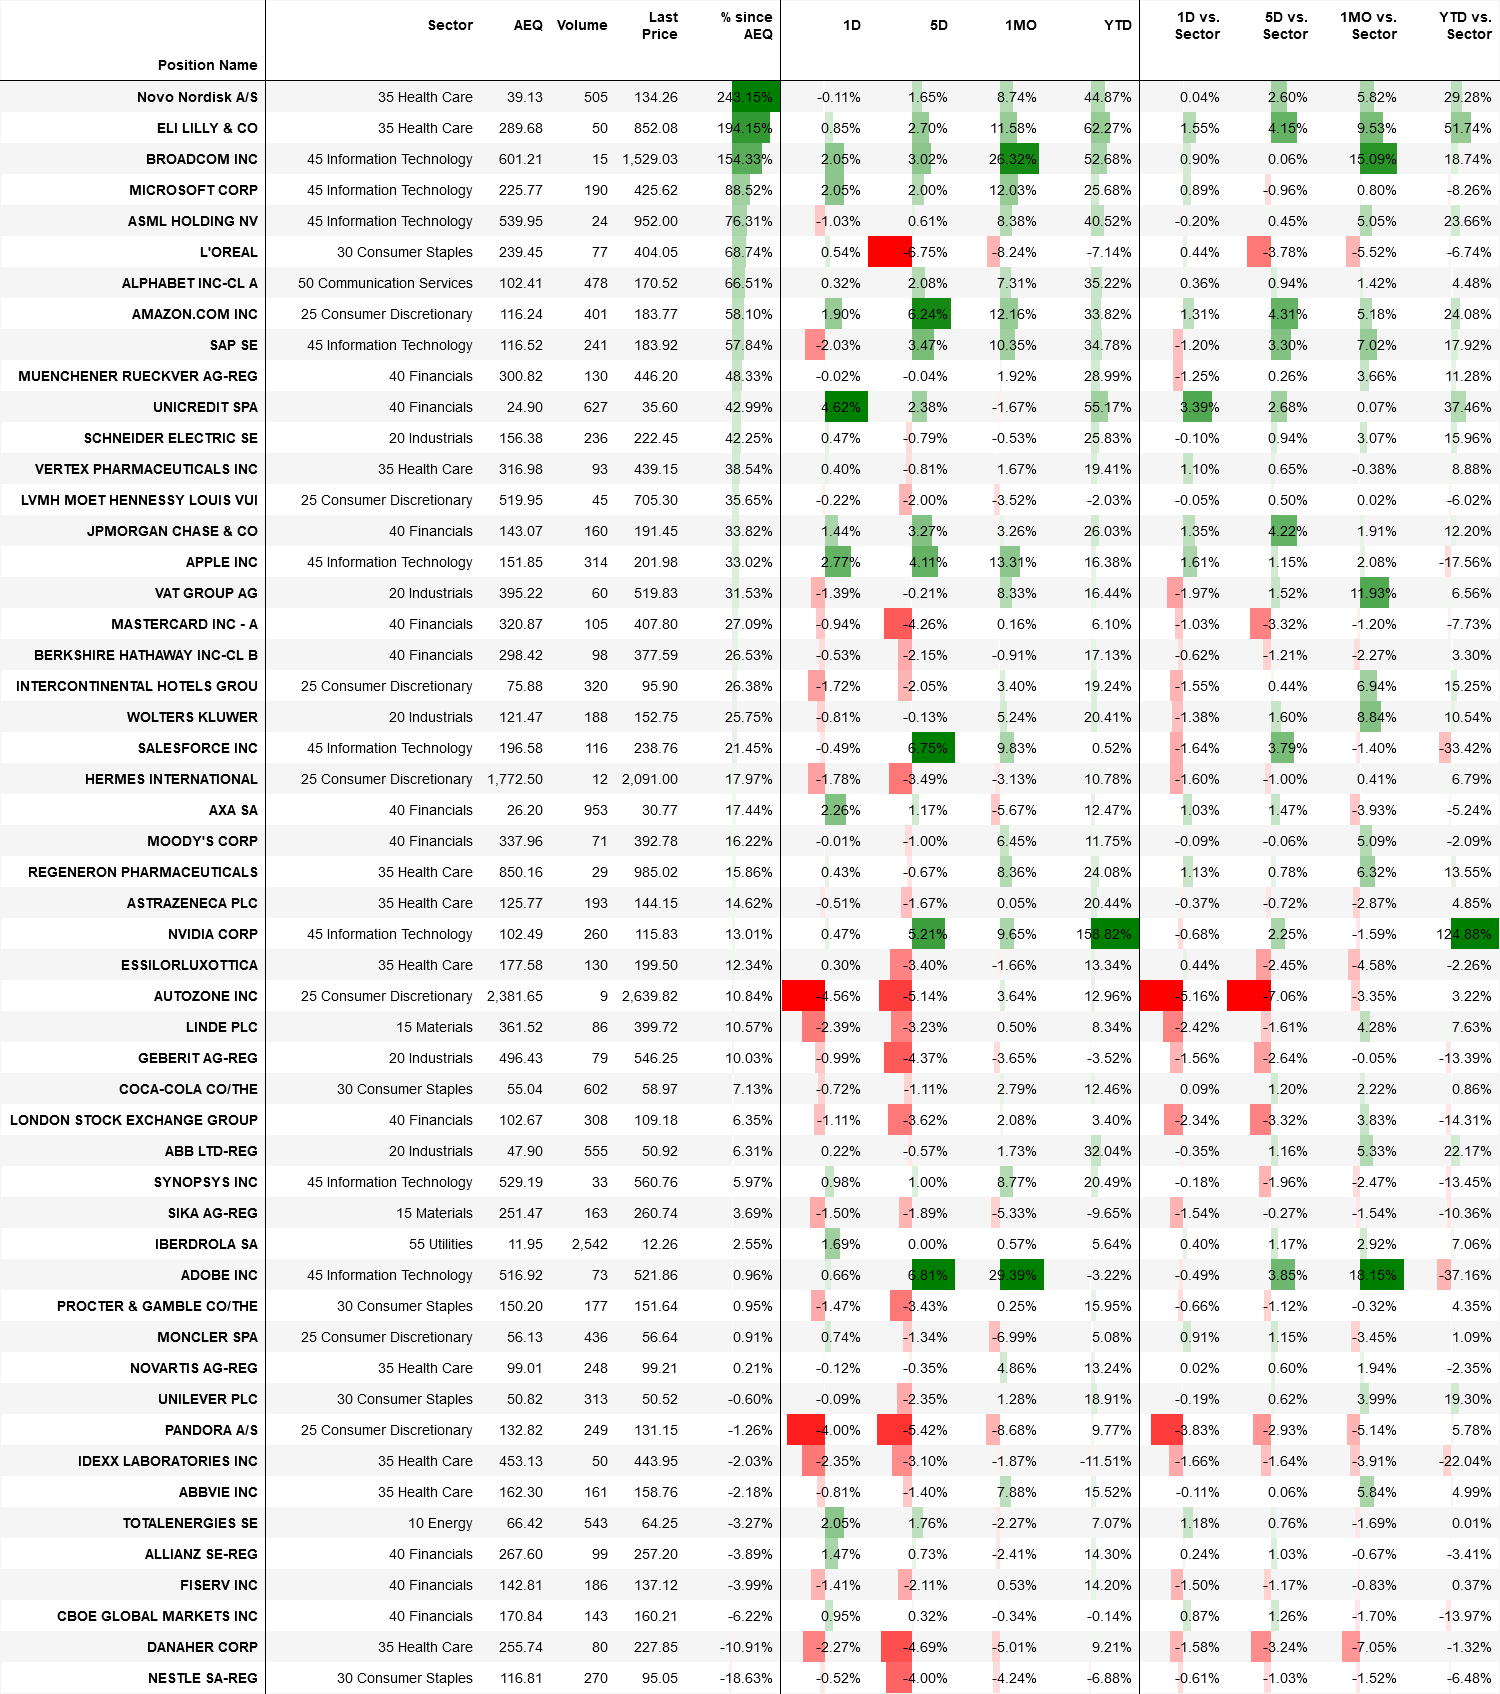 Position Name Sector AEQ Volume Last Price % since AEQ 1D 5D 1MO YTD 1D vs. Sector 5D vs. Sector 1MO vs. Sector YTD vs. Sector
Novo Nordisk A/S 35 Health Care 39.13 505 134.26 243.15% -0.11% 1.65% 8.74% 44.87% 0.04% 2.60% 5.82% 29.28%
ELI LILLY & CO 35 Health Care 289.68 50 852.08 194.15% 0.85% 2.70% 11.58% 62.27% 1.55% 4.15% 9.53% 51.74%
BROADCOM INC 45 Information Technology 601.21 15 1,529.03 154.33% 2.05% 3.02% 26.32% 52.68% 0.90% 0.06% 15.09% 18.74%
MICROSOFT CORP 45 Information Technology 225.77 190 425.62 88.52% 2.05% 2.00% 12.03% 25.68% 0.89% -0.96% 0.80% -8.26%
ASML HOLDING NV 45 Information Technology 539.95 24 952.00 76.31% -1.03% 0.61% 8.38% 40.52% -0.20% 0.45% 5.05% 23.66%
L'OREAL 30 Consumer Staples 239.45 77 404.05 68.74% 0.54% -6.75% -8.24% -7.14% 0.44% -3.78% -5.52% -6.74%
ALPHABET INC-CL A 50 Communication Services 102.41 478 170.52 66.51% 0.32% 2.08% 7.31% 35.22% 0.36% 0.94% 1.42% 4.48%
AMAZON.COM INC 25 Consumer Discretionary 116.24 401 183.77 58.10% 1.90% 6.24% 12.16% 33.82% 1.31% 4.31% 5.18% 24.08%
SAP SE 45 Information Technology 116.52 241 183.92 57.84% -2.03% 3.47% 10.35% 34.78% -1.20% 3.30% 7.02% 17.92%
MUENCHENER RUECKVER AG-REG 40 Financials 300.82 130 446.20 48.33% -0.02% -0.04% 1.92% 28.99% -1.25% 0.26% 3.66% 11.28%
UNICREDIT SPA 40 Financials 24.90 627 35.60 42.99% 4.62% 2.38% -1.67% 55.17% 3.39% 2.68% 0.07% 37.46%
SCHNEIDER ELECTRIC SE 20 Industrials 156.38 236 222.45 42.25% 0.47% -0.79% -0.53% 25.83% -0.10% 0.94% 3.07% 15.96%
VERTEX PHARMACEUTICALS INC 35 Health Care 316.98 93 439.15 38.54% 0.40% -0.81% 1.67% 19.41% 1.10% 0.65% -0.38% 8.88%
LVMH MOET HENNESSY LOUIS VUI 25 Consumer Discretionary 519.95 45 705.30 35.65% -0.22% -2.00% -3.52% -2.03% -0.05% 0.50% 0.02% -6.02%
JPMORGAN CHASE & CO 40 Financials 143.07 160 191.45 33.82% 1.44% 3.27% 3.26% 26.03% 1.35% 4.22% 1.91% 12.20%
APPLE INC 45 Information Technology 151.85 314 201.98 33.02% 2.77% 4.11% 13.31% 16.38% 1.61% 1.15% 2.08% -17.56%
VAT GROUP AG 20 Industrials 395.22 60 519.83 31.53% -1.39% -0.21% 8.33% 16.44% -1.97% 1.52% 11.93% 6.56%
MASTERCARD INC - A 40 Financials 320.87 105 407.80 27.09% -0.94% -4.26% 0.16% 6.10% -1.03% -3.32% -1.20% -7.73%
BERKSHIRE HATHAWAY INC-CL B 40 Financials 298.42 98 377.59 26.53% -0.53% -2.15% -0.91% 17.13% -0.62% -1.21% -2.27% 3.30%
INTERCONTINENTAL HOTELS GROU 25 Consumer Discretionary 75.88 320 95.90 26.38% -1.72% -2.05% 3.40% 19.24% -1.55% 0.44% 6.94% 15.25%
WOLTERS KLUWER 20 Industrials 121.47 188 152.75 25.75% -0.81% -0.13% 5.24% 20.41% -1.38% 1.60% 8.84% 10.54%
SALESFORCE INC 45 Information Technology 196.58 116 238.76 21.45% -0.49% 6.75% 9.83% 0.52% -1.64% 3.79% -1.40% -33.42%
HERMES INTERNATIONAL 25 Consumer Discretionary 1,772.50 12 2,091.00 17.97% -1.78% -3.49% -3.13% 10.78% -1.60% -1.00% 0.41% 6.79%
AXA SA 40 Financials 26.20 953 30.77 17.44% 2.26% 1.17% -5.67% 12.47% 1.03% 1.47% -3.93% -5.24%
MOODY'S CORP 40 Financials 337.96 71 392.78 16.22% -0.01% -1.00% 6.45% 11.75% -0.09% -0.06% 5.09% -2.09%
REGENERON PHARMACEUTICALS 35 Health Care 850.16 29 985.02 15.86% 0.43% -0.67% 8.36% 24.08% 1.13% 0.78% 6.32% 13.55%
ASTRAZENECA PLC 35 Health Care 125.77 193 144.15 14.62% -0.51% -1.67% 0.05% 20.44% -0.37% -0.72% -2.87% 4.85%
NVIDIA CORP 45 Information Technology 102.49 260 115.83 13.01% 0.47% 5.21% 9.65% 158.82% -0.68% 2.25% -1.59% 124.88%
ESSILORLUXOTTICA 35 Health Care 177.58 130 199.50 12.34% 0.30% -3.40% -1.66% 13.34% 0.44% -2.45% -4.58% -2.26%
AUTOZONE INC 25 Consumer Discretionary 2,381.65 9 2,639.82 10.84% -4.56% -5.14% 3.64% 12.96% -5.16% -7.06% -3.35% 3.22%
LINDE PLC 15 Materials 361.52 86 399.72 10.57% -2.39% -3.23% 0.50% 8.34% -2.42% -1.61% 4.28% 7.63%
GEBERIT AG-REG 20 Industrials 496.43 79 546.25 10.03% -0.99% -4.37% -3.65% -3.52% -1.56% -2.64% -0.05% -13.39%
COCA-COLA CO/THE 30 Consumer Staples 55.04 602 58.97 7.13% -0.72% -1.11% 2.79% 12.46% 0.09% 1.20% 2.22% 0.86%
LONDON STOCK EXCHANGE GROUP 40 Financials 102.67 308 109.18 6.35% -1.11% -3.62% 2.08% 3.40% -2.34% -3.32% 3.83% -14.31%
ABB LTD-REG 20 Industrials 47.90 555 50.92 6.31% 0.22% -0.57% 1.73% 32.04% -0.35% 1.16% 5.33% 22.17%
SYNOPSYS INC 45 Information Technology 529.19 33 560.76 5.97% 0.98% 1.00% 8.77% 20.49% -0.18% -1.96% -2.47% -13.45%
SIKA AG-REG 15 Materials 251.47 163 260.74 3.69% -1.50% -1.89% -5.33% -9.65% -1.54% -0.27% -1.54% -10.36%
IBERDROLA SA 55 Utilities 11.95 2,542 12.26 2.55% 1.69% 0.00% 0.57% 5.64% 0.40% 1.17% 2.92% 7.06%
ADOBE INC 45 Information Technology 516.92 73 521.86 0.96% 0.66% 6.81% 29.39% -3.22% -0.49% 3.85% 18.15% -37.16%
PROCTER & GAMBLE CO/THE 30 Consumer Staples 150.20 177 151.64 0.95% -1.47% -3.43% 0.25% 15.95% -0.66% -1.12% -0.32% 4.35%
MONCLER SPA 25 Consumer Discretionary 56.13 436 56.64 0.91% 0.74% -1.34% -6.99% 5.08% 0.91% 1.15% -3.45% 1.09%
NOVARTIS AG-REG 35 Health Care 99.01 248 99.21 0.21% -0.12% -0.35% 4.86% 13.24% 0.02% 0.60% 1.94% -2.35%
UNILEVER PLC 30 Consumer Staples 50.82 313 50.52 -0.60% -0.09% -2.35% 1.28% 18.91% -0.19% 0.62% 3.99% 19.30%
PANDORA A/S 25 Consumer Discretionary 132.82 249 131.15 -1.26% -4.00% -5.42% -8.68% 9.77% -3.83% -2.93% -5.14% 5.78%
IDEXX LABORATORIES INC 35 Health Care 453.13 50 443.95 -2.03% -2.35% -3.10% -1.87% -11.51% -1.66% -1.64% -3.91% -22.04%
ABBVIE INC 35 Health Care 162.30 161 158.76 -2.18% -0.81% -1.40% 7.88% 15.52% -0.11% 0.06% 5.84% 4.99%
TOTALENERGIES SE 10 Energy 66.42 543 64.25 -3.27% 2.05% 1.76% -2.27% 7.07% 1.18% 0.76% -1.69% 0.01%
ALLIANZ SE-REG 40 Financials 267.60 99 257.20 -3.89% 1.47% 0.73% -2.41% 14.30% 0.24% 1.03% -0.67% -3.41%
FISERV INC 40 Financials 142.81 186 137.12 -3.99% -1.41% -2.11% 0.53% 14.20% -1.50% -1.17% -0.83% 0.37%
CBOE GLOBAL MARKETS INC 40 Financials 170.84 143 160.21 -6.22% 0.95% 0.32% -0.34% -0.14% 0.87% 1.26% -1.70% -13.97%
DANAHER CORP 35 Health Care 255.74 80 227.85 -10.91% -2.27% -4.69% -5.01% 9.21% -1.58% -3.24% -7.05% -1.32%
NESTLE SA-REG 30 Consumer Staples 116.81 270 95.05 -18.63% -0.52% -4.00% -4.24% -6.88% -0.61% -1.03% -1.52% -6.48%